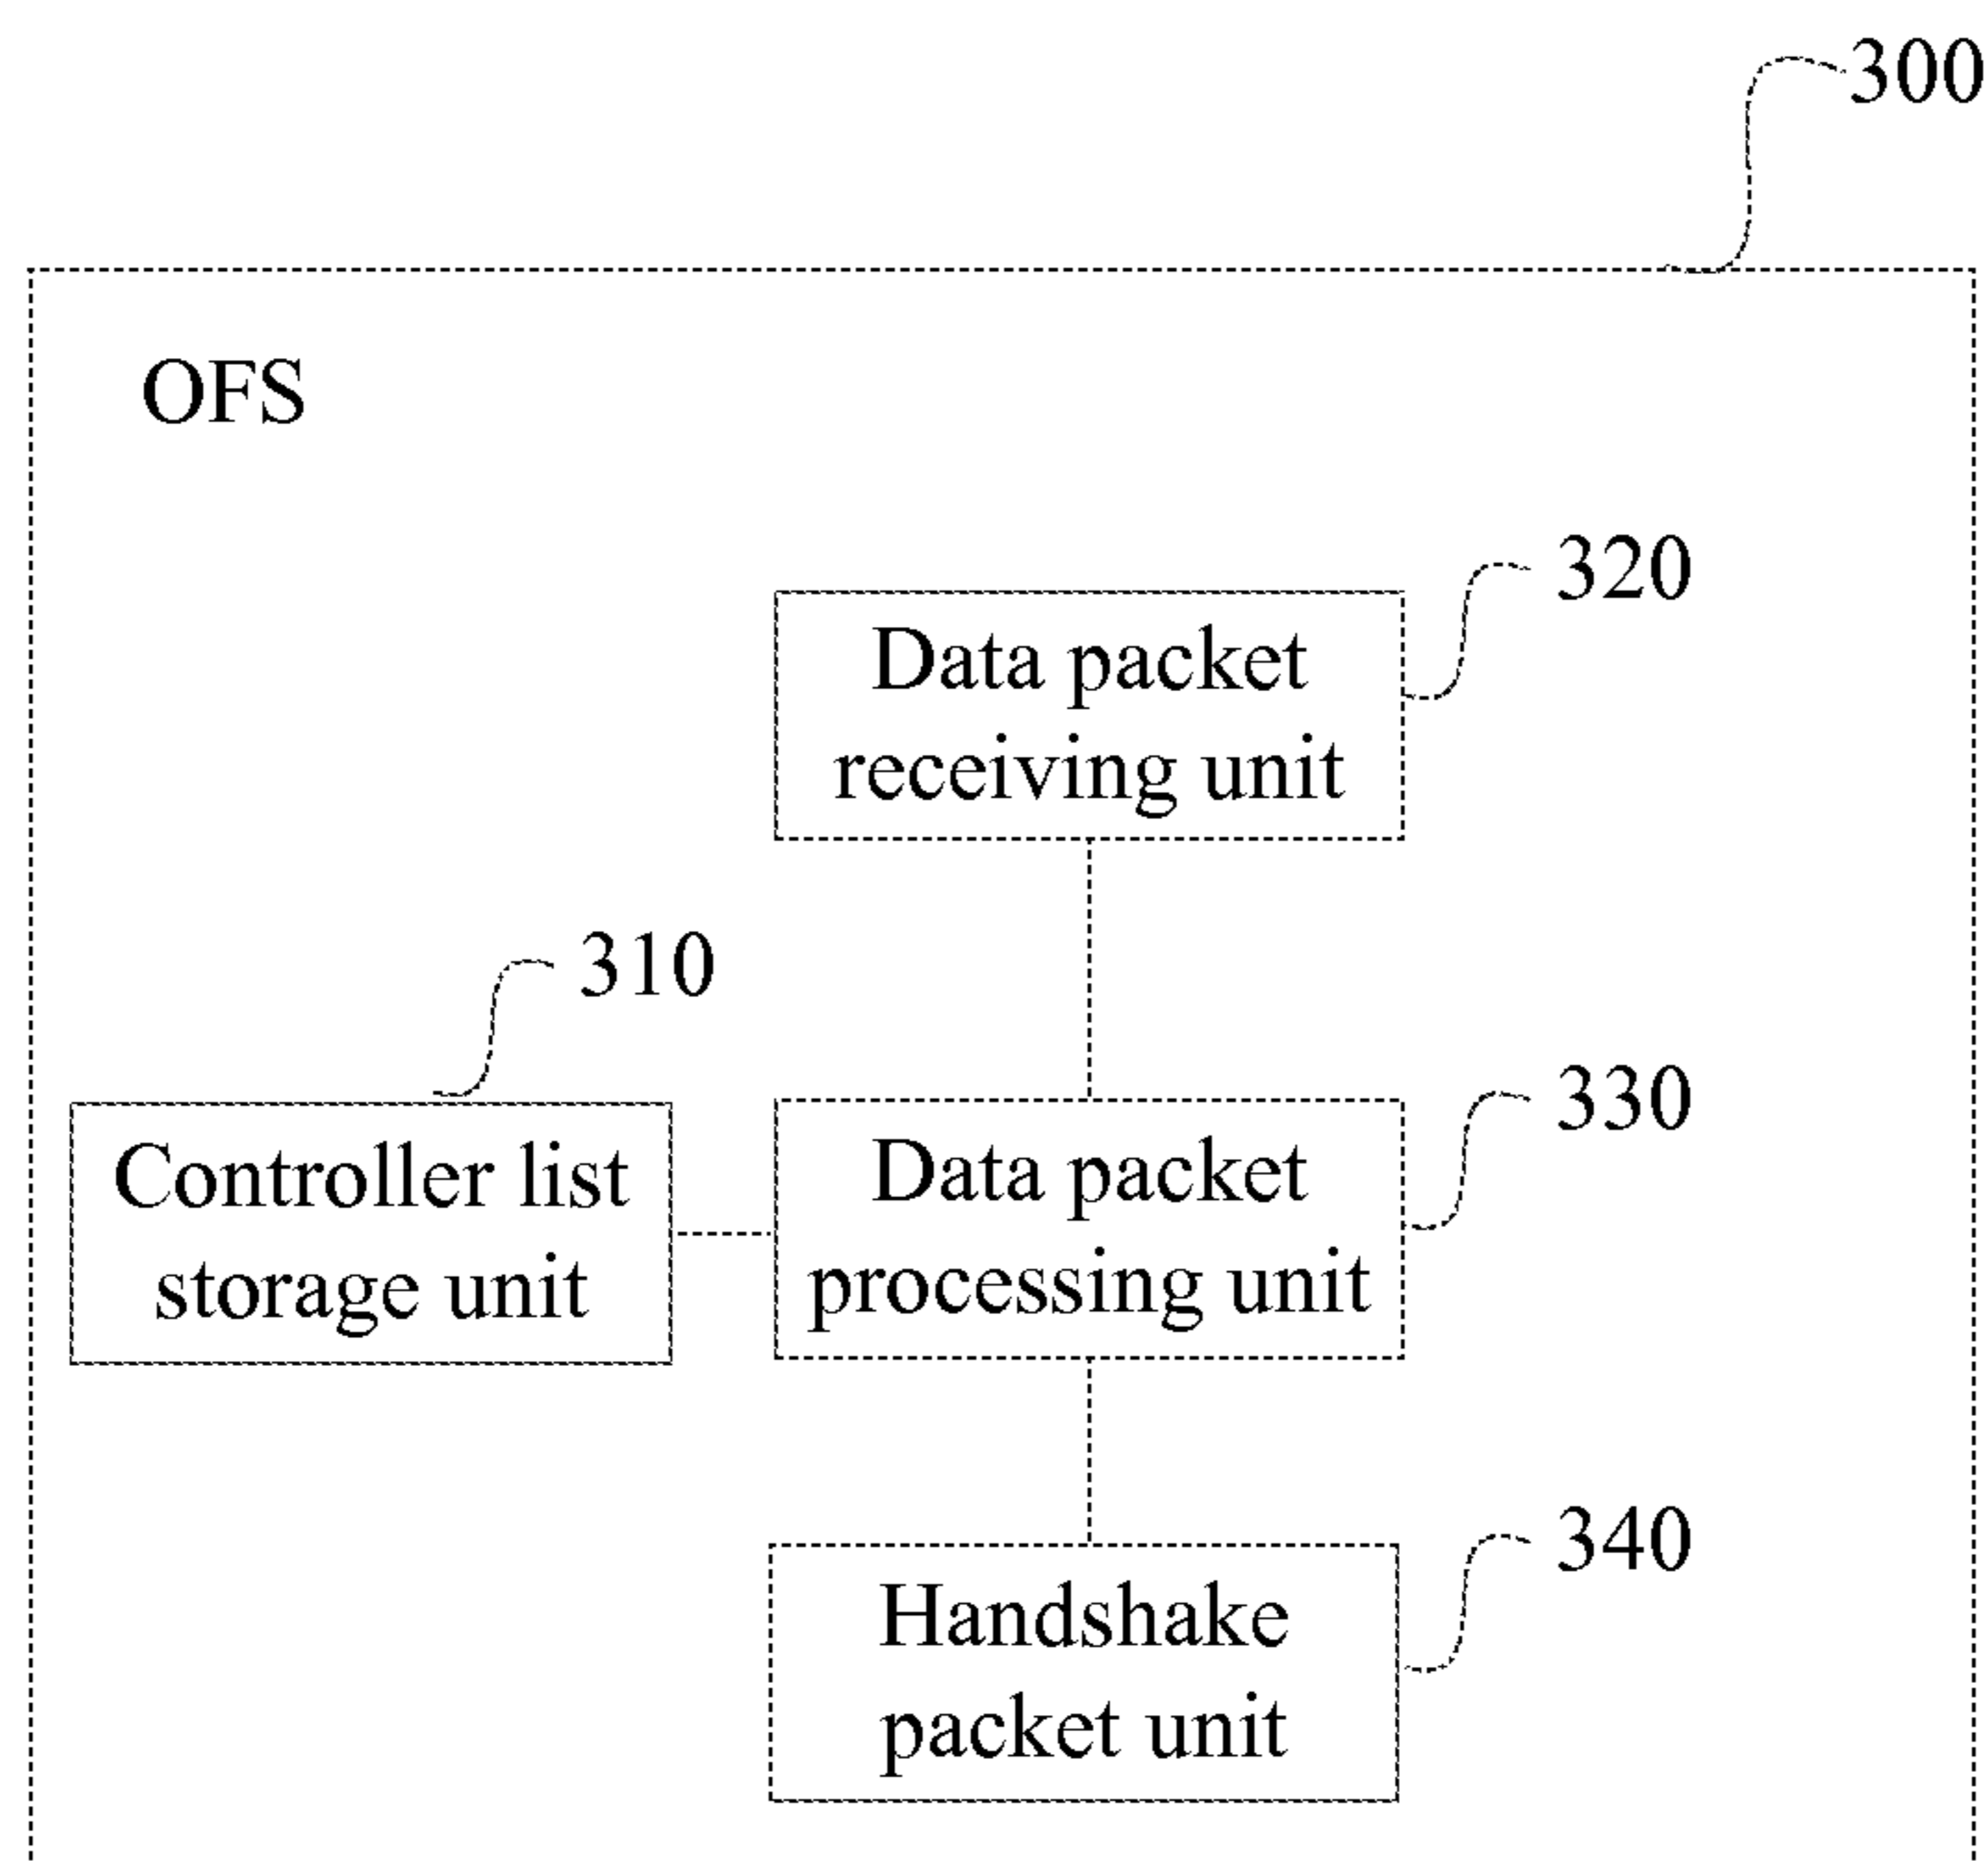 300
OFS
320
Data packet
receiving unit
310
330
Controller list
storage unit
Data packet
processing unit
340
Handshake
packet unit